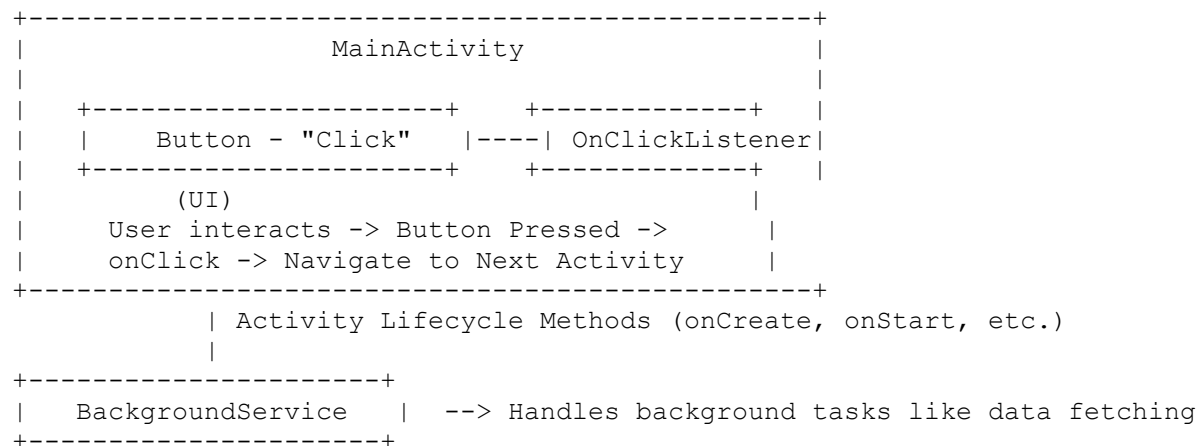 +-------------------------------------------------+
|                   MainActivity                  |
|                                                 |
|   +----------------------+    +-------------+   |
|   |    Button - "Click"   |----| OnClickListener|
|   +----------------------+    +-------------+   |
|         (UI)                                |
|     User interacts -> Button Pressed ->      |
|     onClick -> Navigate to Next Activity     |
+-------------------------------------------------+
            | Activity Lifecycle Methods (onCreate, onStart, etc.)
            |
+----------------------+
|   BackgroundService   |  --> Handles background tasks like data fetching
+----------------------+